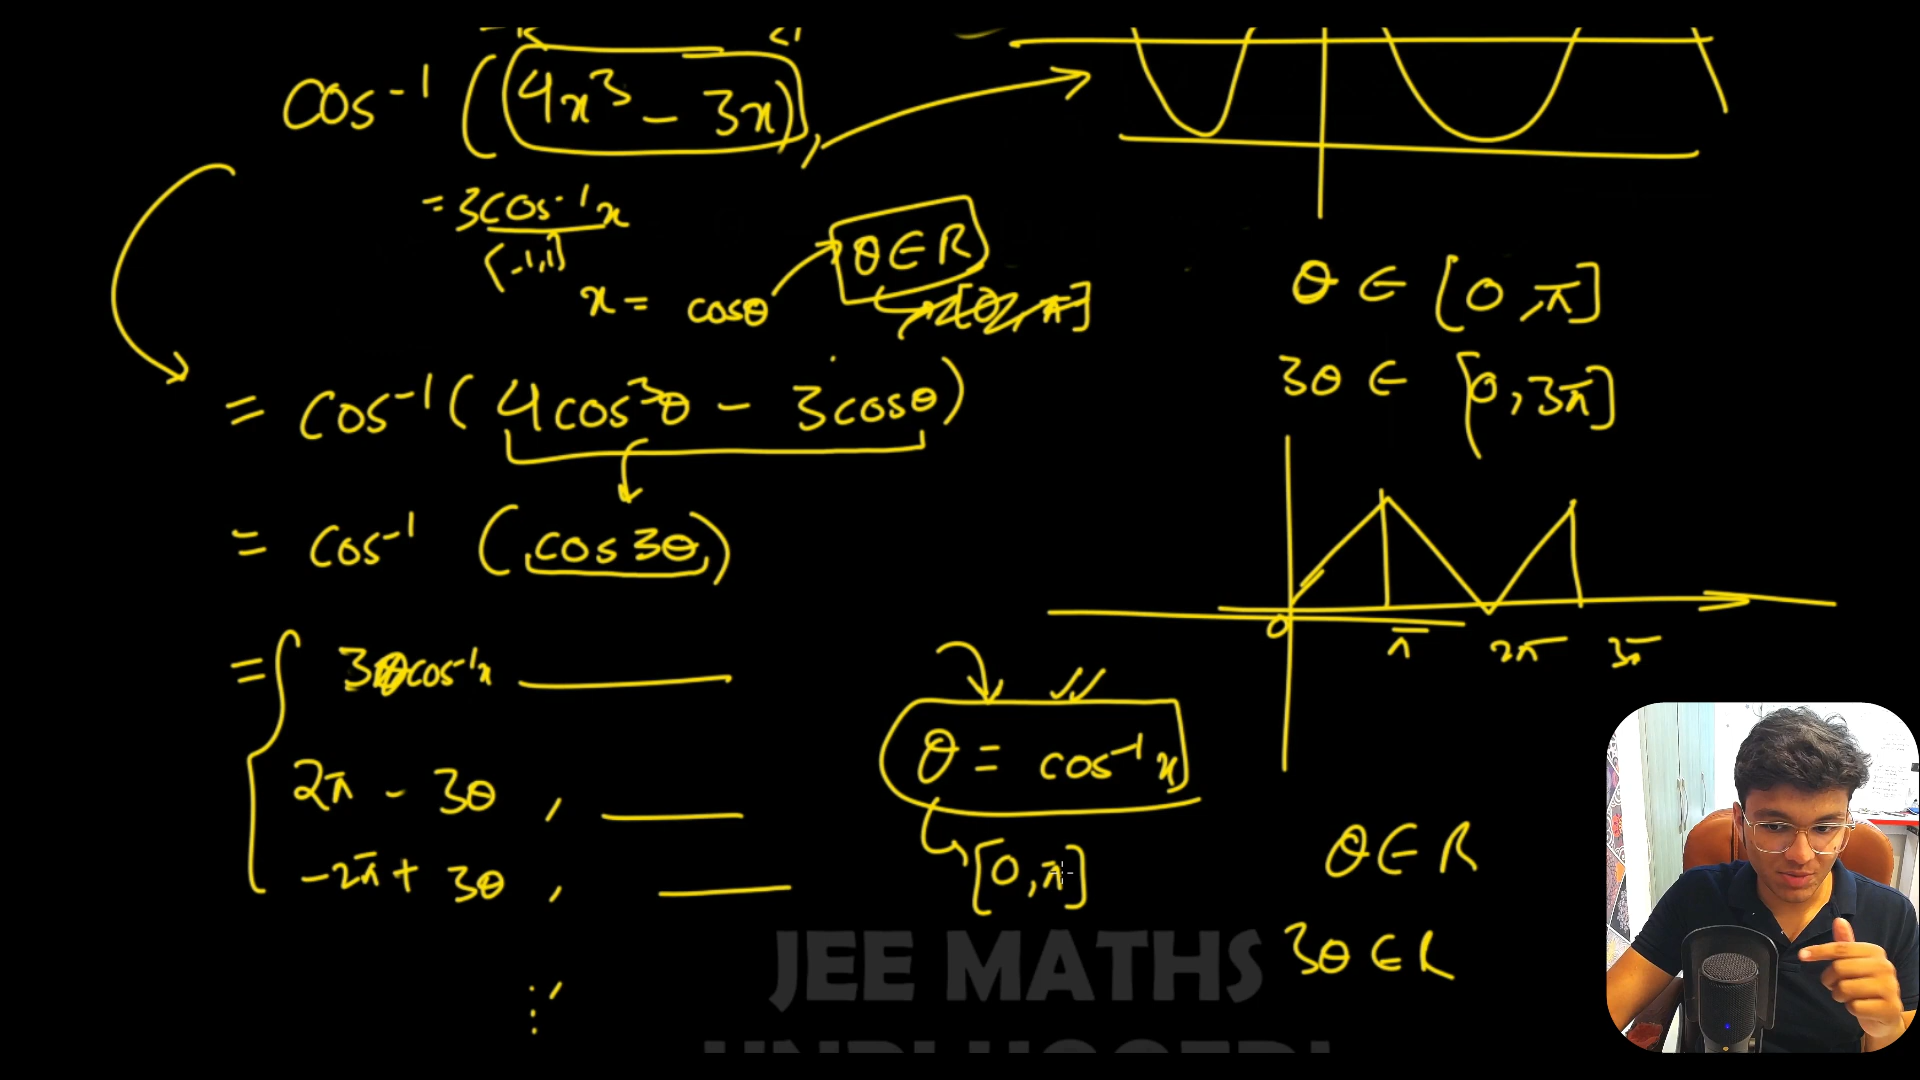 cos⁻¹ (4x³ - 3x),
= 3cos⁻¹x
[-1,1]
x = cosθ
θ ∈ R
[0, π]
= cos⁻¹( 4cos³θ - 3cosθ)
= cos⁻¹ (cos3θ)
= { 3cos⁻¹x
2π - 3θ ,
-2π + 3θ ,
θ = cos⁻¹x
[0, π]
θ ∈ [0, π]
3θ ∈ [0, 3π]
0 π 2π 3π
θ ∈ R
3θ ∈ R
JEE MATHS